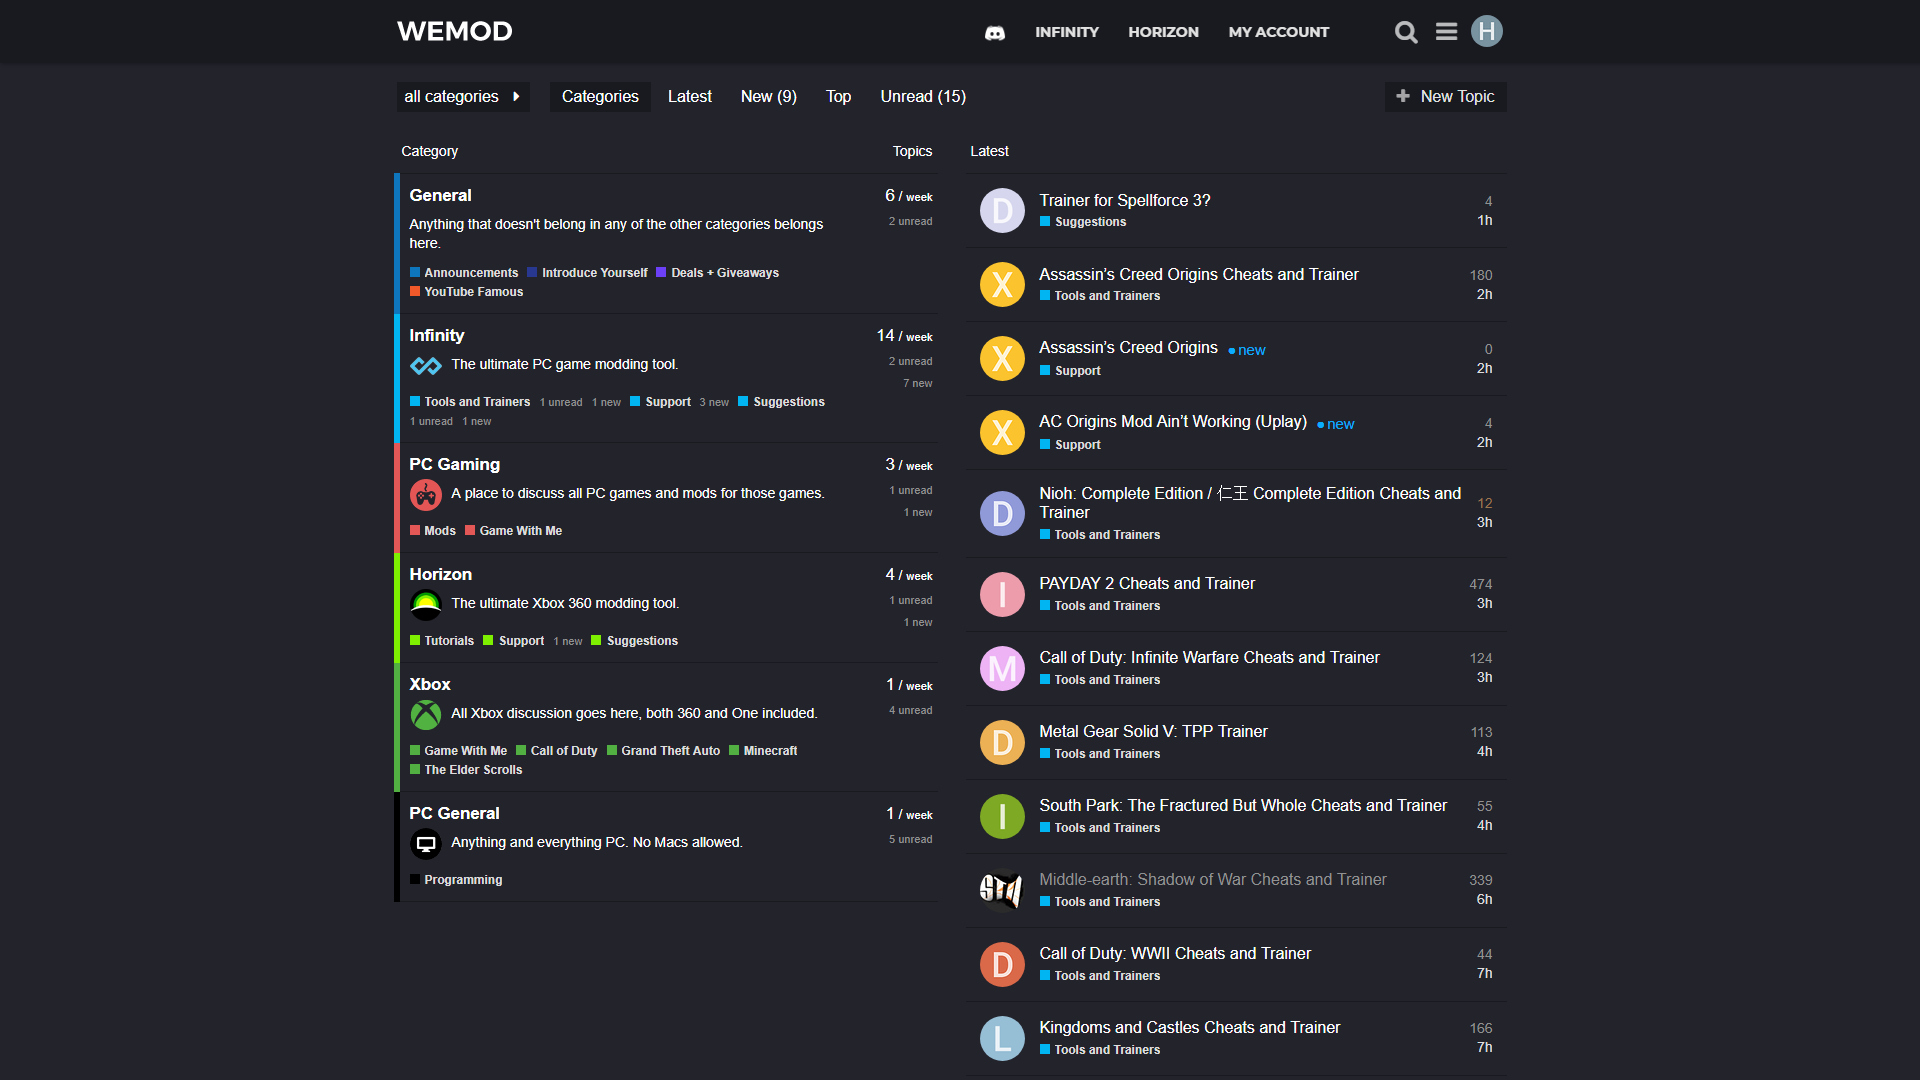 WEMOD
INFINITY HORIZON MY ACCOUNT H
all categories Categories Latest New (9) Top Unread (15) New Topic
Category Topics
General 6 / week
Anything that doesn't belong in any of the other categories belongs 2 unread
here.
Announcements Introduce Yourself Deals + Giveaways
YouTube Famous
Infinity 14 / week
The ultimate PC game modding tool. 2 unread
7 new
Tools and Trainers 1 unread 1 new Support 3 new Suggestions
1 unread 1 new
PC Gaming 3 / week
A place to discuss all PC games and mods for those games. 1 unread
1 new
Mods Game With Me
Horizon 4 / week
The ultimate Xbox 360 modding tool. 1 unread
1 new
Tutorials Support 1 new Suggestions
Xbox 1 / week
All Xbox discussion goes here, both 360 and One included. 4 unread
Game With Me Call of Duty Grand Theft Auto Minecraft
The Elder Scrolls
PC General 1 / week
Anything and everything PC. No Macs allowed. 5 unread
Programming
Latest
D Trainer for Spellforce 3? 4
Suggestions 1h
X Assassin’s Creed Origins Cheats and Trainer 180
Tools and Trainers 2h
X Assassin’s Creed Origins new 0
Support 2h
X AC Origins Mod Ain’t Working (Uplay) new 4
Support 2h
D Nioh: Complete Edition / 仁王 Complete Edition Cheats and 12
Trainer 3h
Tools and Trainers
I PAYDAY 2 Cheats and Trainer 474
Tools and Trainers 3h
M Call of Duty: Infinite Warfare Cheats and Trainer 124
Tools and Trainers 3h
D Metal Gear Solid V: TPP Trainer 113
Tools and Trainers 4h
I South Park: The Fractured But Whole Cheats and Trainer 55
Tools and Trainers 4h
Middle-earth: Shadow of War Cheats and Trainer 339
Tools and Trainers 6h
D Call of Duty: WWII Cheats and Trainer 44
Tools and Trainers 7h
L Kingdoms and Castles Cheats and Trainer 166
Tools and Trainers 7h